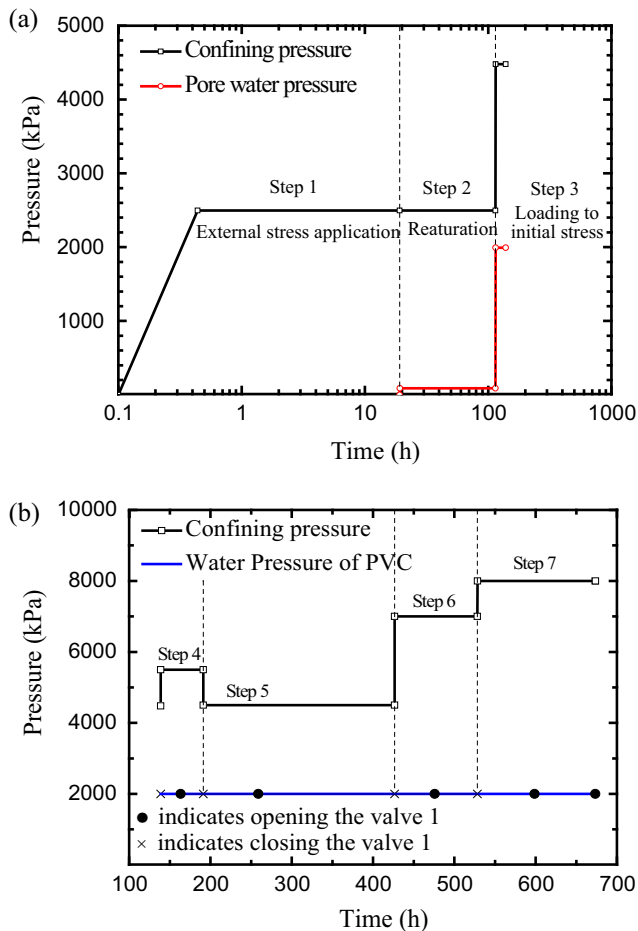 (a)
5000
4000
3000
2000
1000
Pressure (kPa)
Confining pressure
Pore water pressure
Step 1
External stress application
Step 2
Reaturation
Step 3
Loading to
initial stress
0.1
1
10
100
1000
Time (h)
(b)
10000
8000
6000
4000
2000
Pressure (kPa)
Confining pressure
Water Pressure of PVC
Step 4
Step 5
Step 6
Step 7
indicates opening the valve 1
indicates closing the valve 1
100
200
300
400
500
600
700
Time (h)